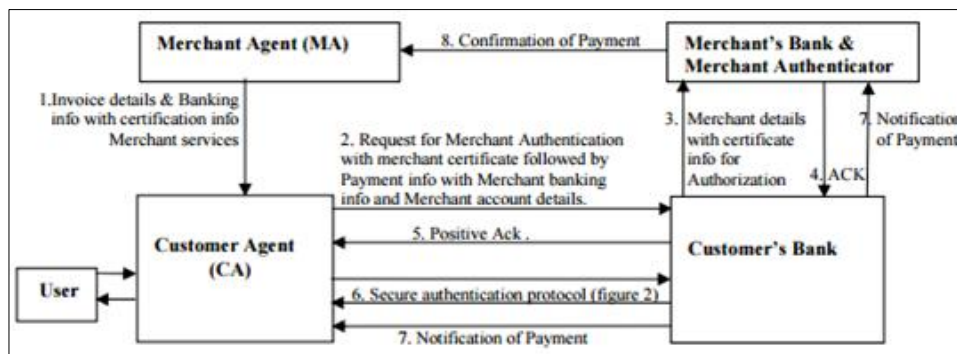 Merchant Agent (MA)
8. Confirmation of Payment
Merchant's Bank &
Merchant Authenticator
1.Invoice details & Banking
info with certification info
Merchant services
2. Request for Merchant Authentication
with merchant certificate followed by
Payment info with Merchant banking
info and Merchant account details.
3. Merchant details
with certificate
info for
Authorization
7. Notification
of Payment
4. ACK
5. Positive Ack .
Customer Agent
(CA)
Customer's Bank
User
6. Secure authentication protocol (figure 2)
7. Notification of Payment